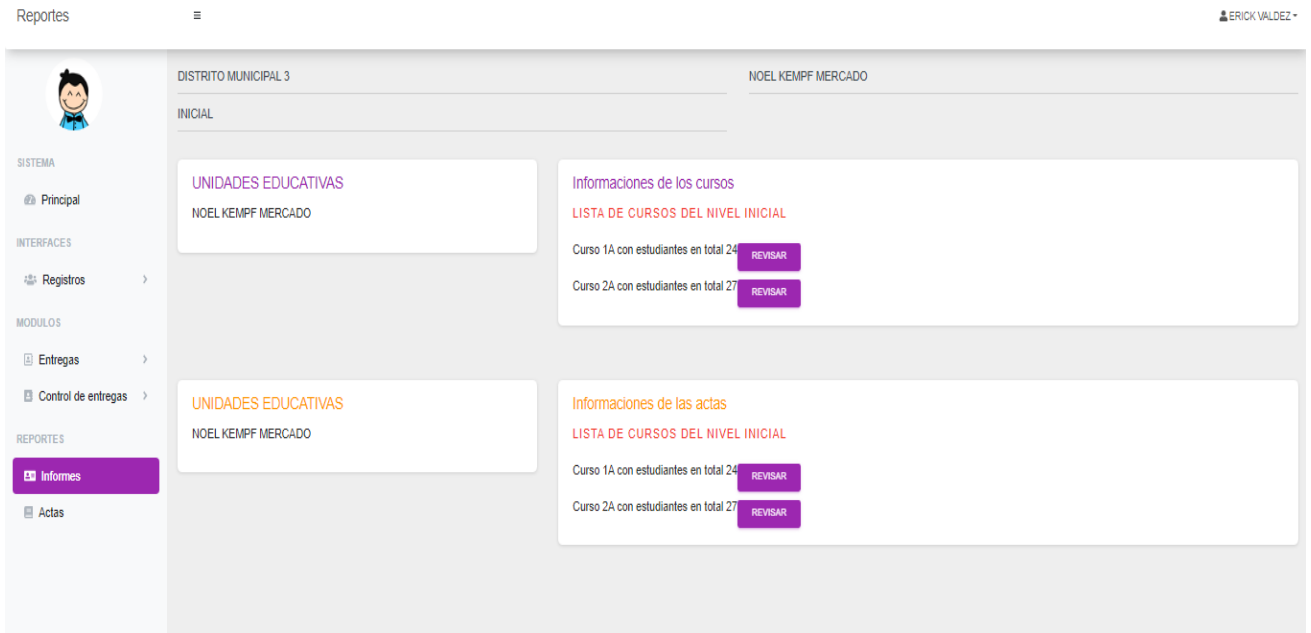 Reportes
ERICK VALDEZ
SISTEMA
Principal
INTERFACES
Registros
MODULOS
Entregas
Control de entregas
REPORTES
Informes
Actas
DISTRITO MUNICIPAL 3
NOEL KEMPF MERCADO
INICIAL
UNIDADES EDUCATIVAS
NOEL KEMPF MERCADO
Informaciones de los cursos
LISTA DE CURSOS DEL NIVEL INICIAL
Curso 1A con estudiantes en total 24 REVISAR
Curso 2A con estudiantes en total 27 REVISAR
UNIDADES EDUCATIVAS
NOEL KEMPF MERCADO
Informaciones de las actas
LISTA DE CURSOS DEL NIVEL INICIAL
Curso 1A con estudiantes en total 24 REVISAR
Curso 2A con estudiantes en total 27 REVISAR